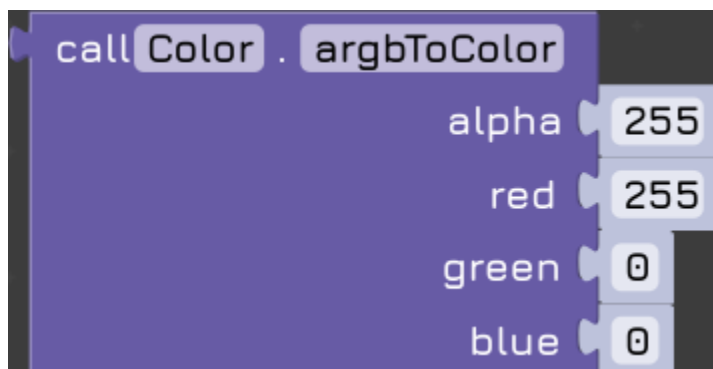 call Color . argbToColor
alpha 255
red 255
green 0
blue 0